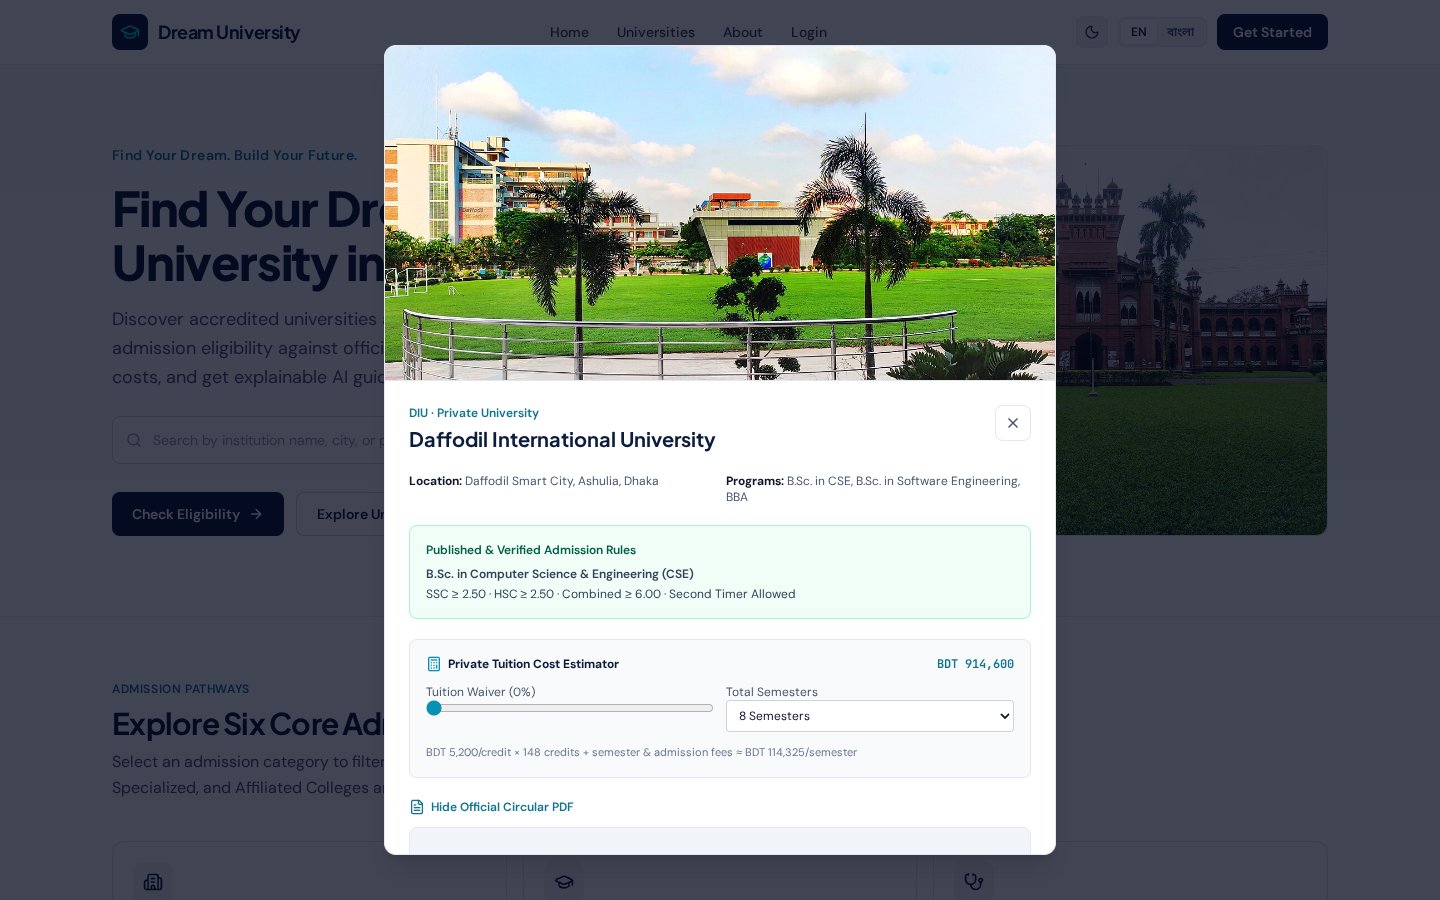 Dream University
Home Universities About Login
EN বাংলা Get Started
Find Your Dream. Build Your Future.
Find Your Dr
University in
Discover accredited universities
admission eligibility against offici
costs, and get explainable AI guid
Search by institution name, city, or p
Check Eligibility
Explore Un
ADMISSION PATHWAYS
Explore Six Core Ad
Select an admission category to filter
Specialized, and Affiliated Colleges a
DIU · Private University
Daffodil International University
Location: Daffodil Smart City, Ashulia, Dhaka
Programs: B.Sc. in CSE, B.Sc. in Software Engineering,
BBA
Published & Verified Admission Rules
B.Sc. in Computer Science & Engineering (CSE)
SSC ≥ 2.50 · HSC ≥ 2.50 · Combined ≥ 6.00 · Second Timer Allowed
Private Tuition Cost Estimator
BDT 914,600
Tuition Waiver (0%)
Total Semesters
8 Semesters
BDT 5,200/credit × 148 credits + semester & admission fees ≈ BDT 114,325/semester
Hide Official Circular PDF